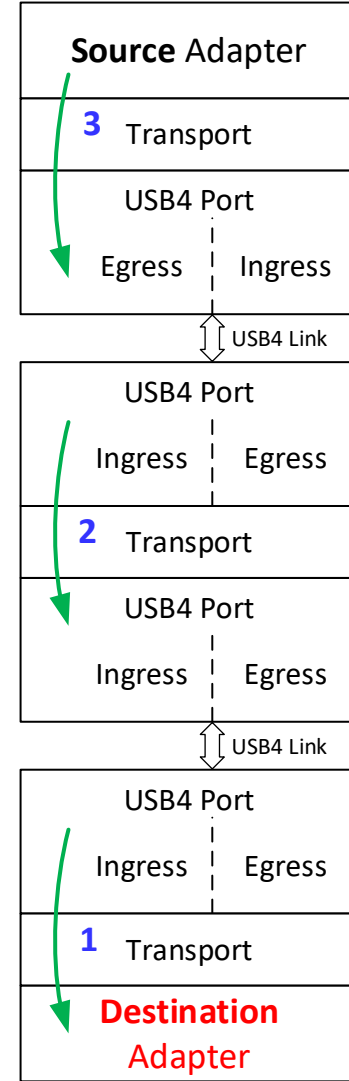 Source Adapter
3 Transport
USB4 Port
Egress Ingress
USB4 Link
USB4 Port
Ingress Egress
2 Transport
USB4 Port
Ingress Egress
USB4 Link
USB4 Port
Ingress Egress
1 Transport
Destination
Adapter